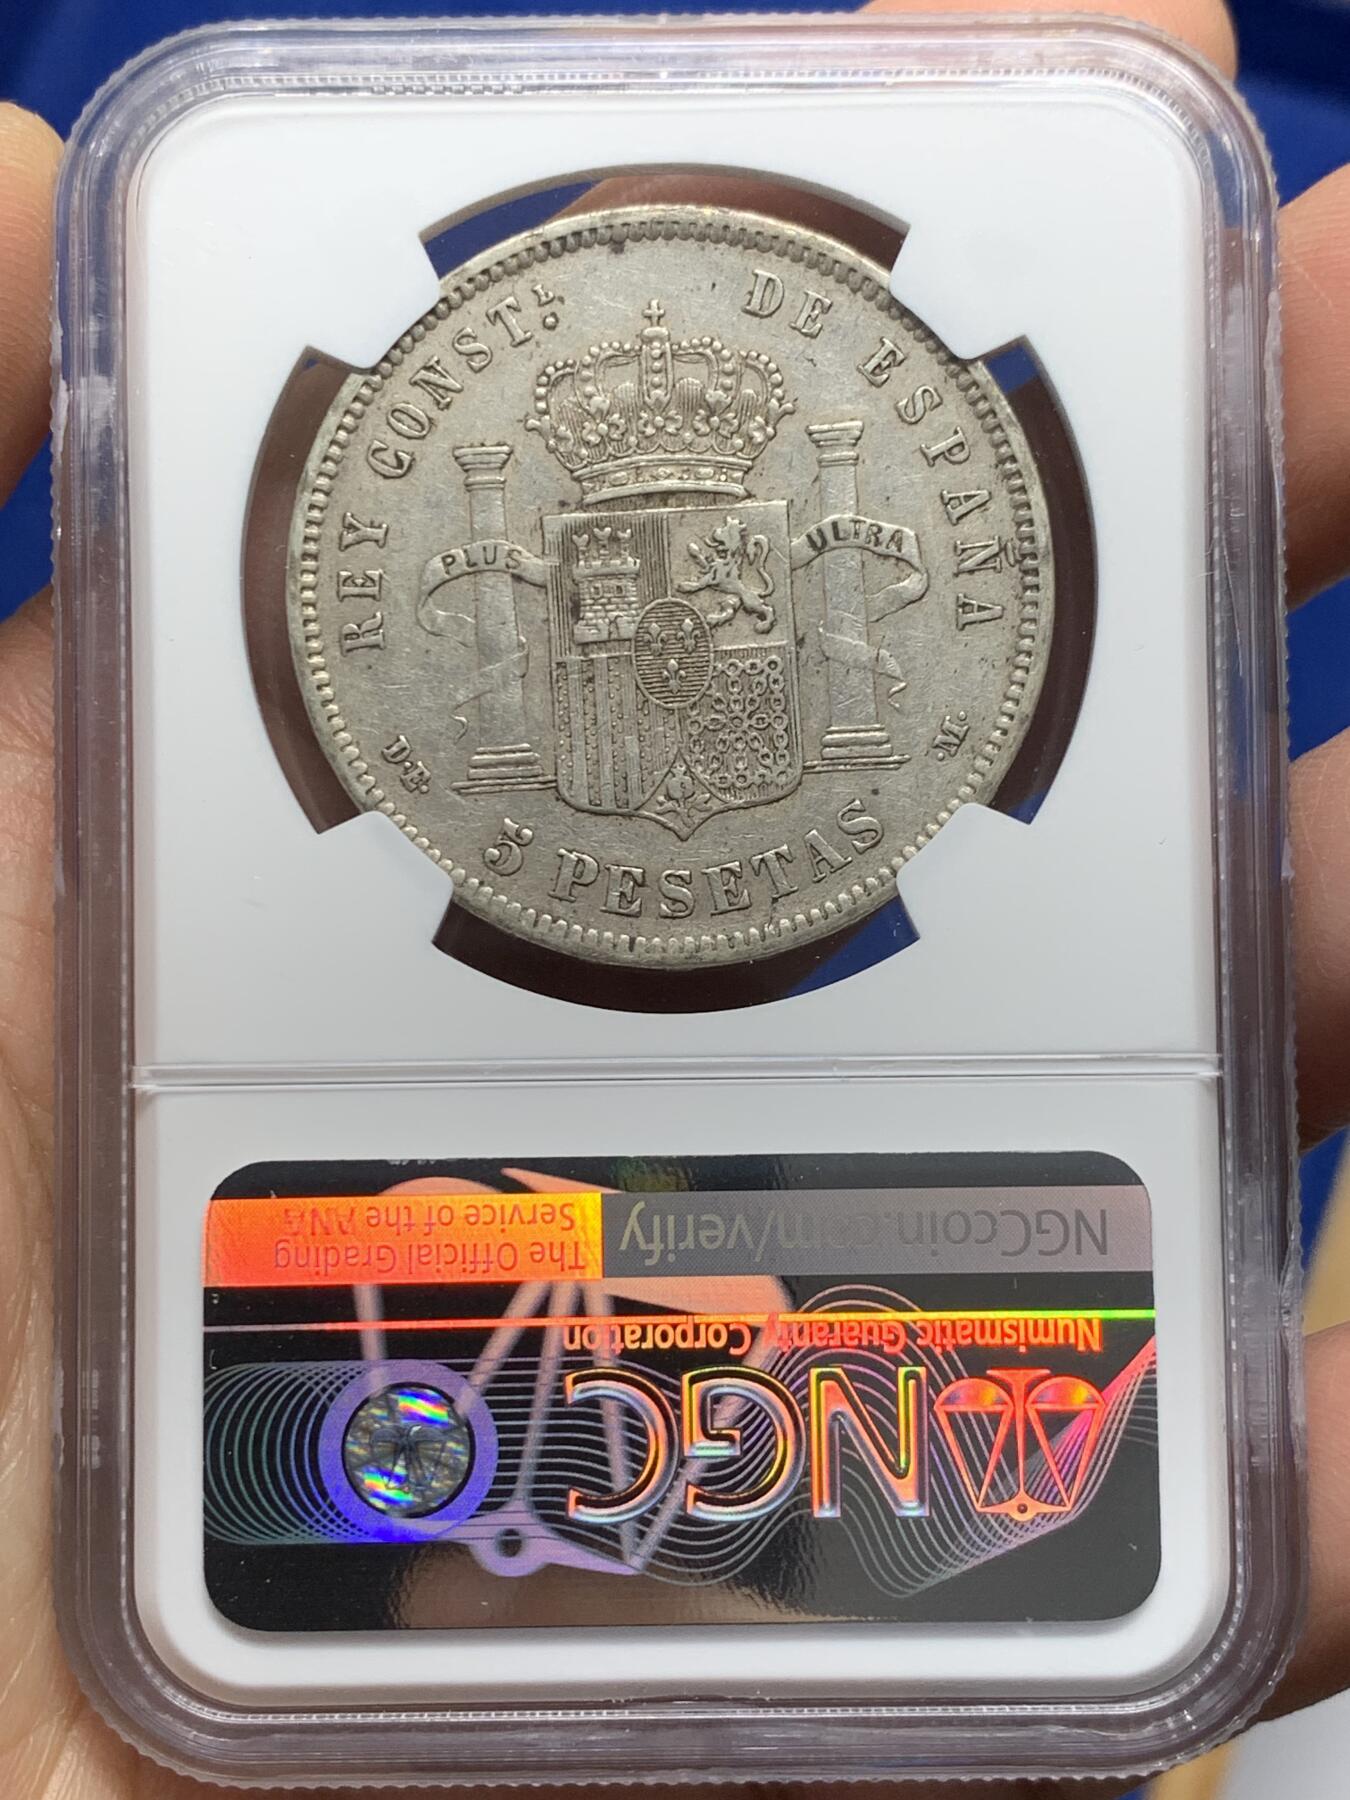 REY CONST.L DE ESPAÑA
PLUS ULTRA
D.E. .M.
5 PESETAS
The Official Grading
Service of the ANA
NGCcoin.com/verify
NGC
Numismatic Guaranty Corporation